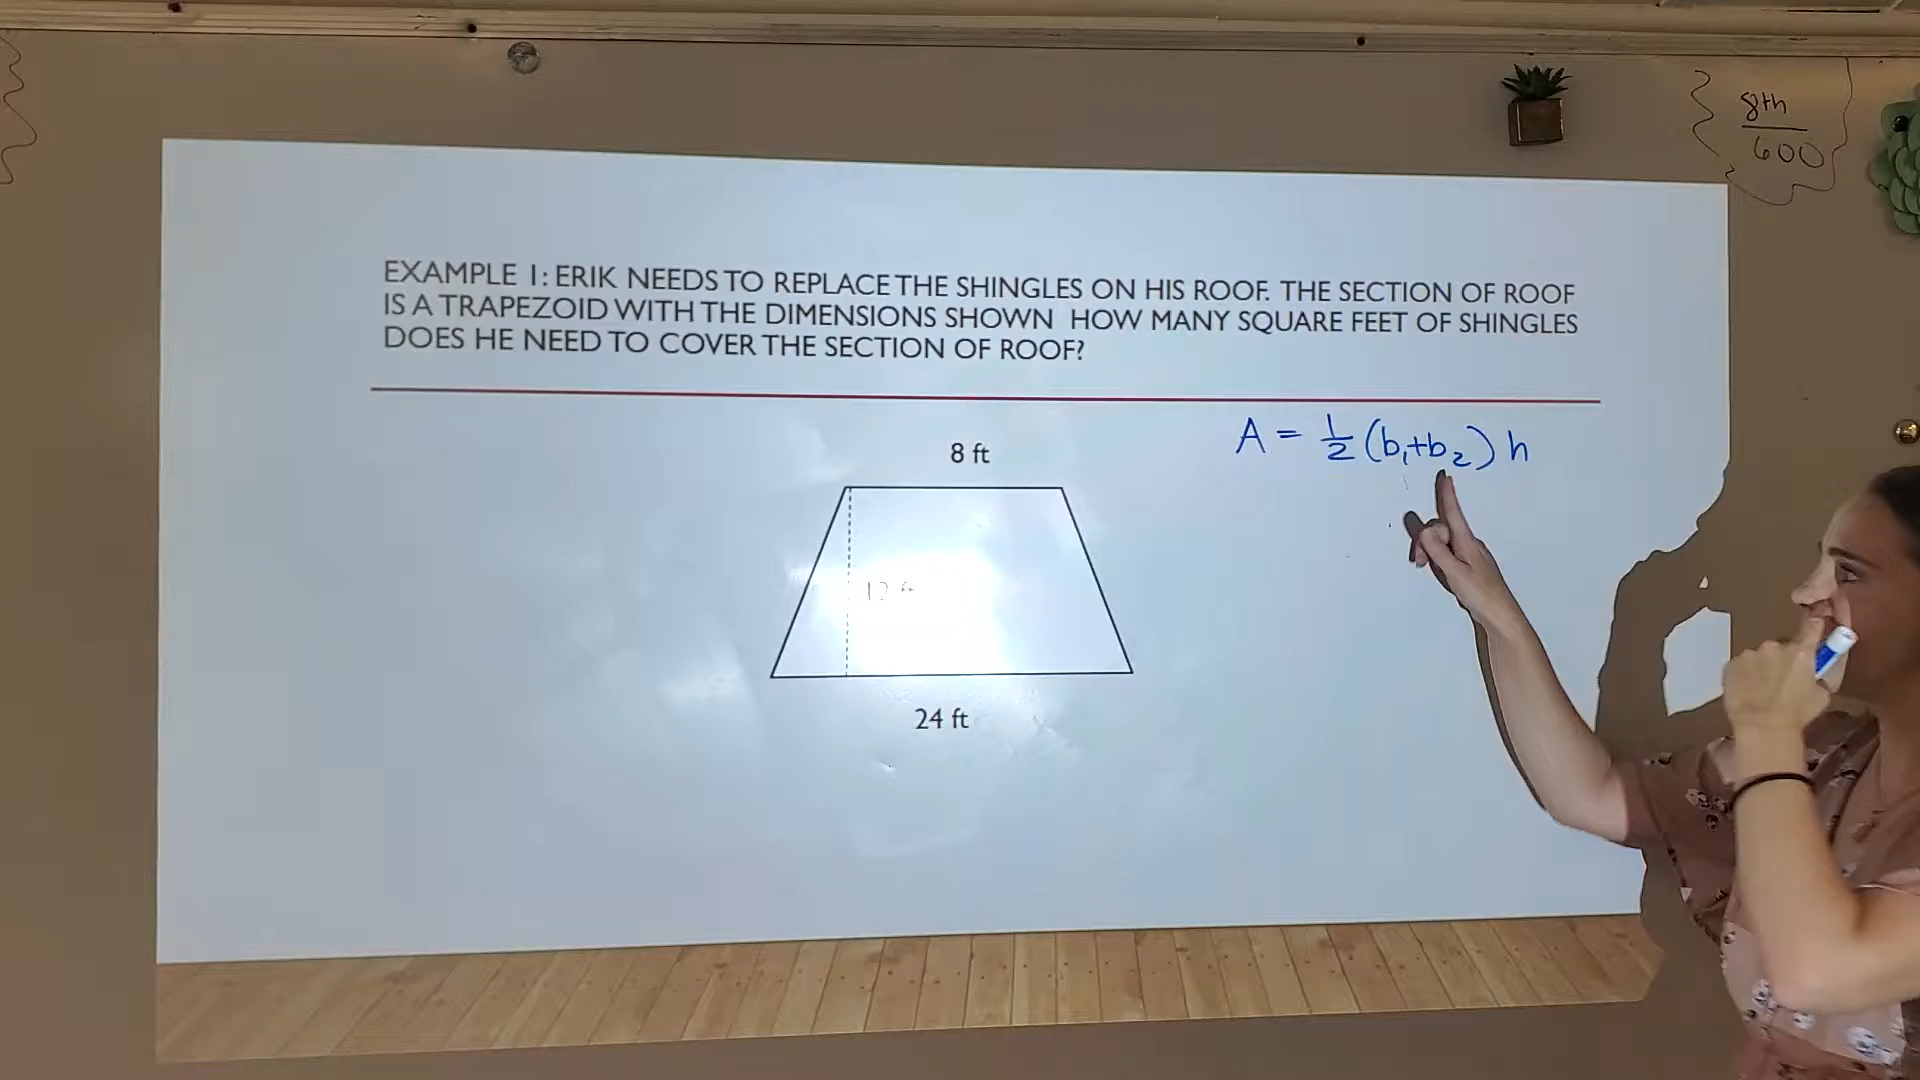 8th
600
EXAMPLE 1: ERIK NEEDS TO REPLACE THE SHINGLES ON HIS ROOF. THE SECTION OF ROOF
IS A TRAPEZOID WITH THE DIMENSIONS SHOWN HOW MANY SQUARE FEET OF SHINGLES
DOES HE NEED TO COVER THE SECTION OF ROOF?
A = 1/2 (b₁+b₂) h
8 ft
12 ft
24 ft